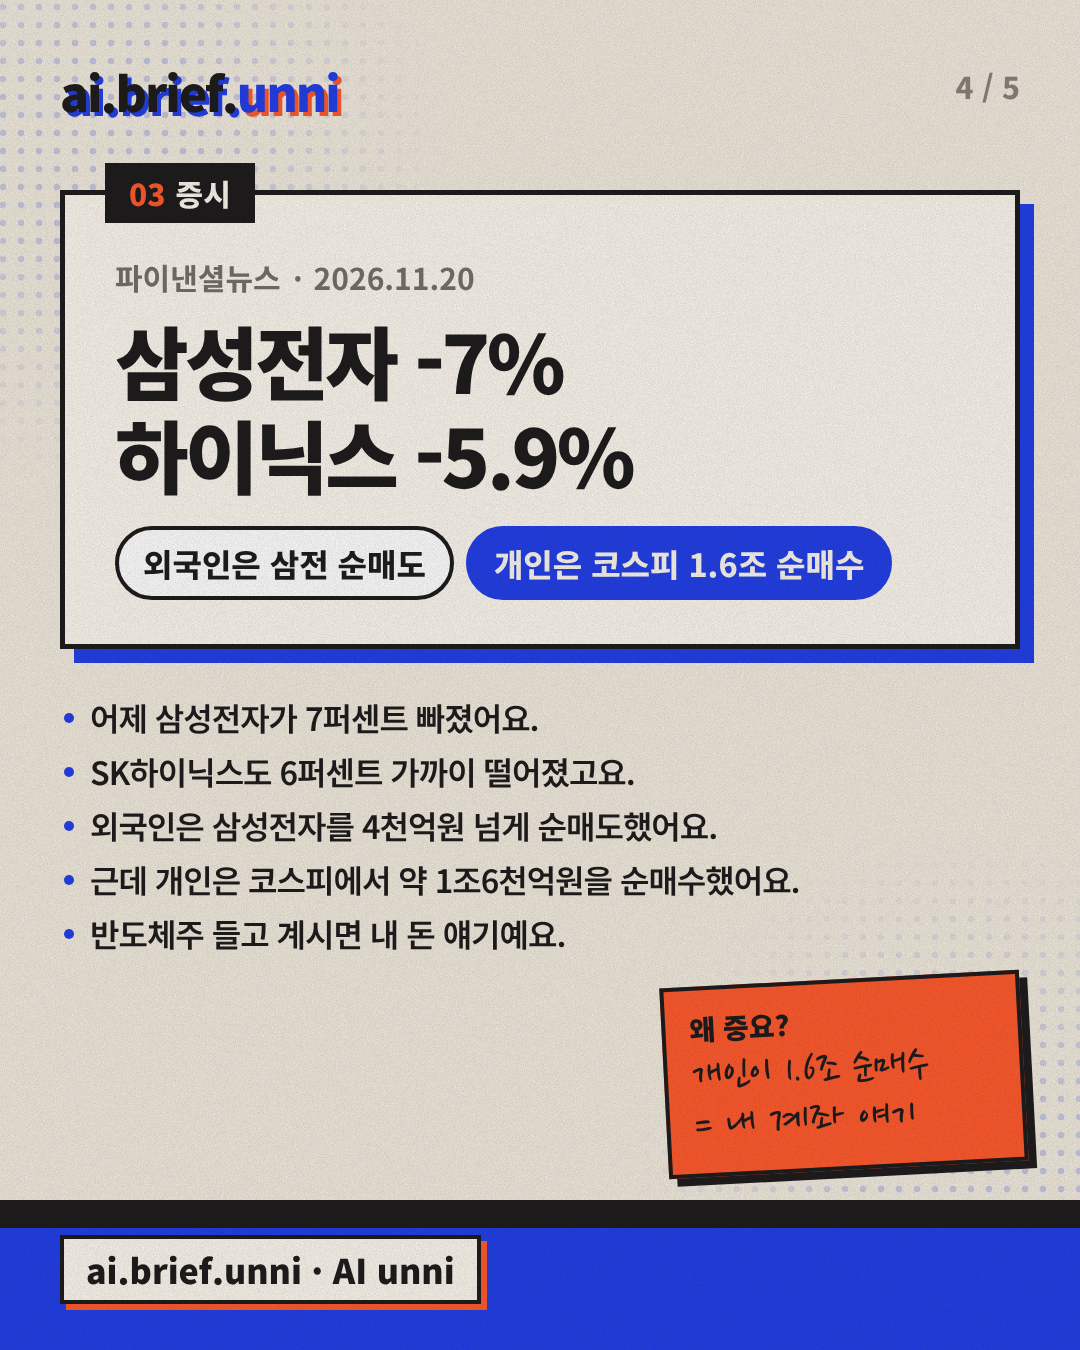 ai.brief.unni
4 / 5
03 증시
파이낸셜뉴스 · 2026.11.20
삼성전자 -7%
하이닉스 -5.9%
외국인은 삼전 순매도
개인은 코스피 1.6조 순매수
• 어제 삼성전자가 7퍼센트 빠졌어요.
• SK하이닉스도 6퍼센트 가까이 떨어졌고요.
• 외국인은 삼성전자를 4천억원 넘게 순매도했어요.
• 근데 개인은 코스피에서 약 1조6천억원을 순매수했어요.
• 반도체주 들고 계시면 내 돈 얘기예요.
왜 중요?
개인이 1.6조 순매수
= 내 계좌 얘기
ai.brief.unni · AI unni